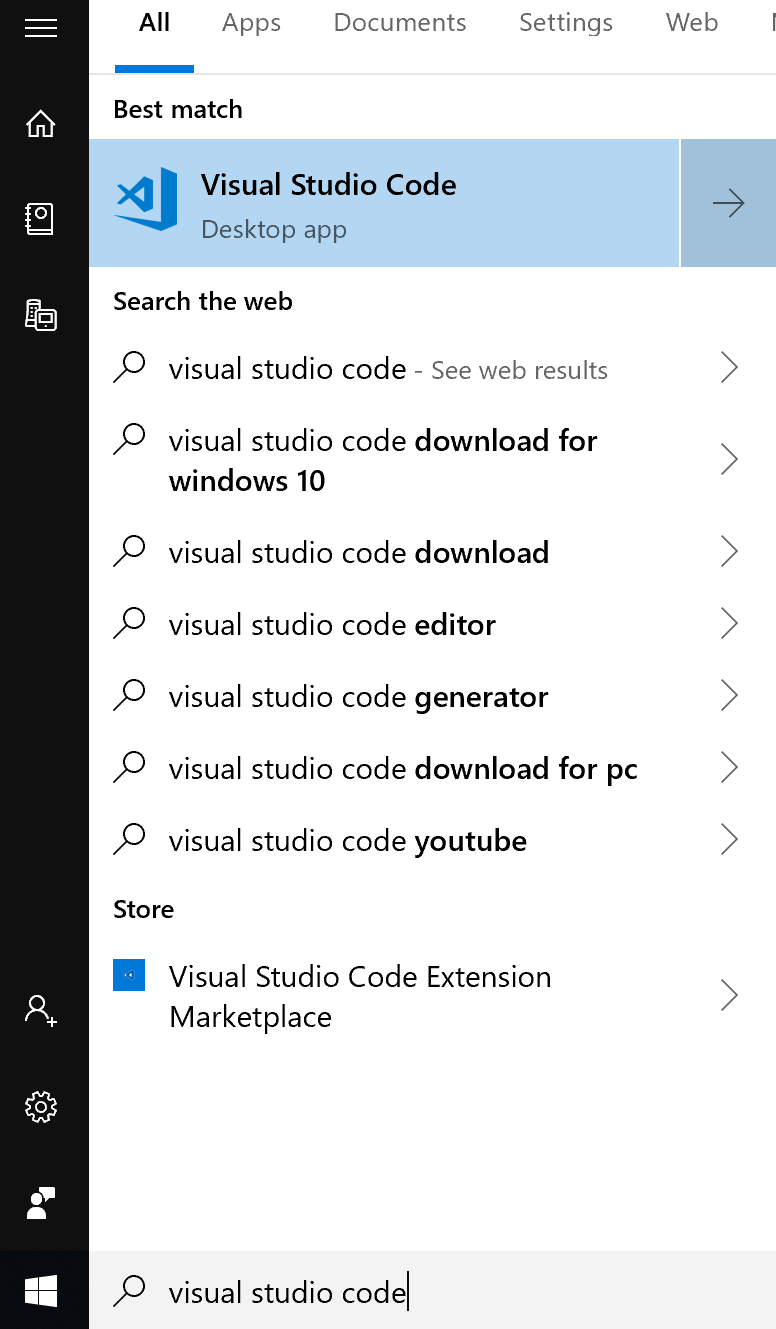 All Apps Documents Settings Web
Best match
Visual Studio Code
Desktop app
Search the web
visual studio code - See web results
visual studio code download for
windows 10
visual studio code download
visual studio code editor
visual studio code generator
visual studio code download for pc
visual studio code youtube
Store
Visual Studio Code Extension
Marketplace
visual studio code